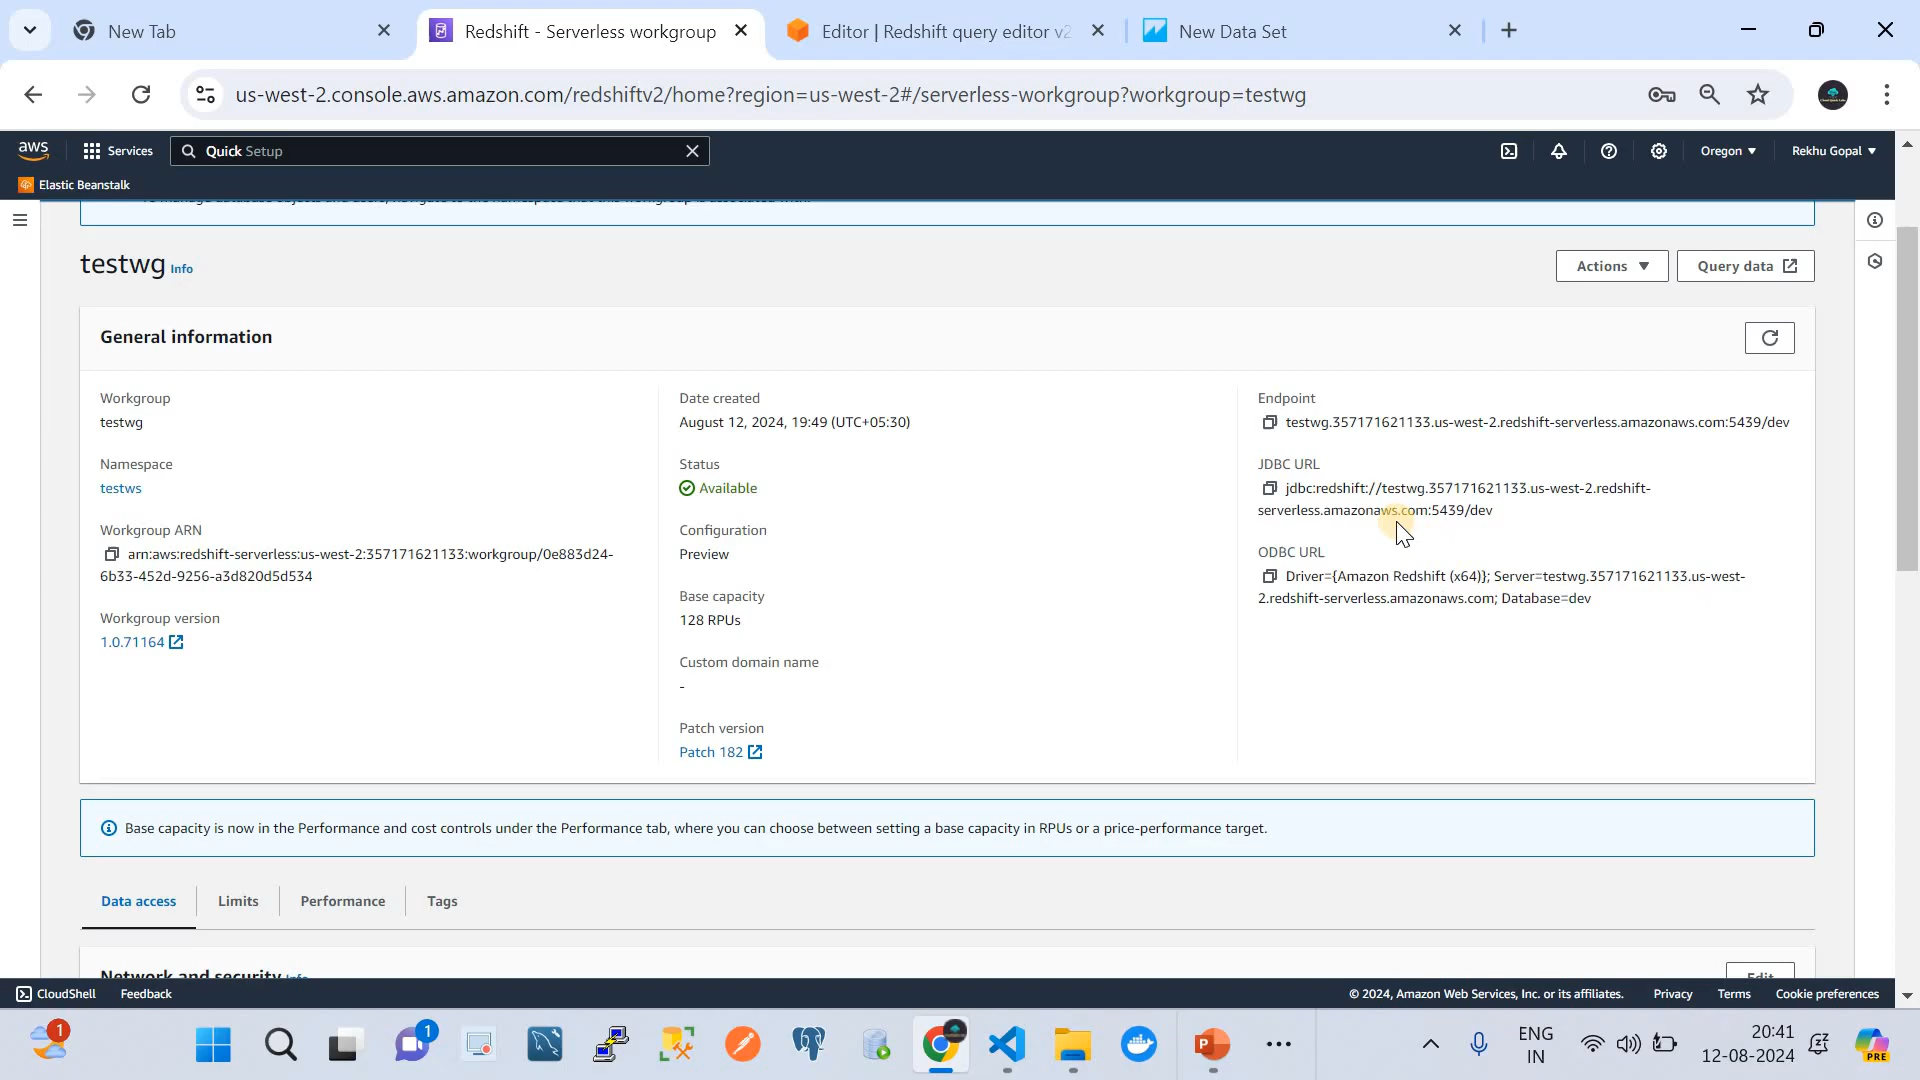 New Tab
Redshift - Serverless workgroup
Editor | Redshift query editor v2
New Data Set
us-west-2.console.aws.amazon.com/redshiftv2/home?region=us-west-2#/serverless-workgroup?workgroup=testwg
aws
Services
Quick Setup
Oregon
Rekhu Gopal
Elastic Beanstalk
testwg Info
Actions
Query data
General information
Workgroup
testwg
Namespace
testws
Workgroup ARN
arn:aws:redshift-serverless:us-west-2:357171621133:workgroup/0e883d24-
6b33-452d-9256-a3d820d5d534
Workgroup version
1.0.71164
Date created
August 12, 2024, 19:49 (UTC+05:30)
Status
Available
Configuration
Preview
Base capacity
128 RPUs
Custom domain name
-
Patch version
Patch 182
Endpoint
testwg.357171621133.us-west-2.redshift-serverless.amazonaws.com:5439/dev
JDBC URL
jdbc:redshift://testwg.357171621133.us-west-2.redshift-
serverless.amazonaws.com:5439/dev
ODBC URL
Driver={Amazon Redshift (x64)}; Server=testwg.357171621133.us-west-
2.redshift-serverless.amazonaws.com; Database=dev
Base capacity is now in the Performance and cost controls under the Performance tab, where you can choose between setting a base capacity in RPUs or a price-performance target.
Data access
Limits
Performance
Tags
Network and security Info
Edit
CloudShell
Feedback
© 2024, Amazon Web Services, Inc. or its affiliates.
Privacy
Terms
Cookie preferences
1
1
ENG
IN
20:41
12-08-2024
PRE